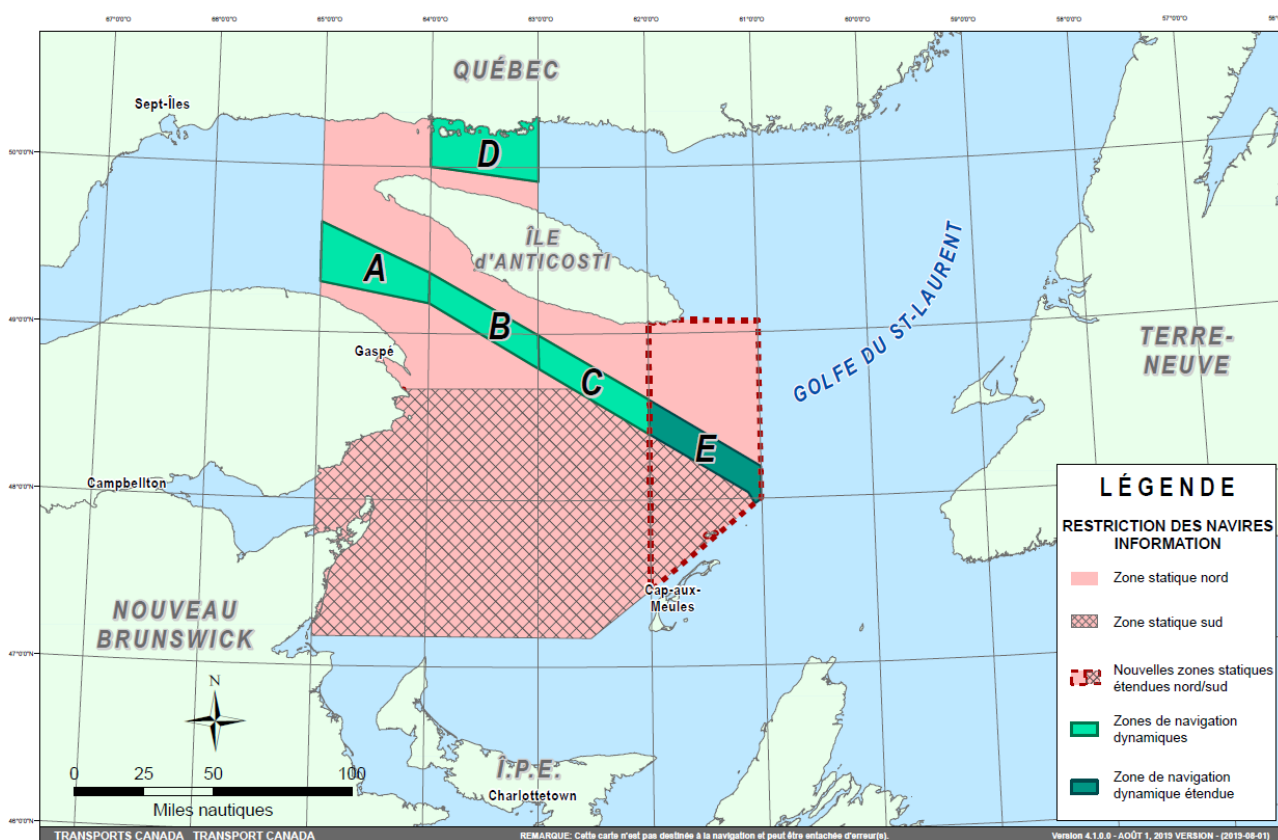 67°0'0"O 66°0'0"O 65°0'0"O 64°0'0"O 63°0'0"O 62°0'0"O 61°0'0"O 60°0'0"O 59°0'0"O 58°0'0"O 57°0'0"O
QUÉBEC
Sept-Îles
50°0'0"N
D
ÎLE
d'ANTICOSTI
A
GOLFE DU ST-LAURENT
49°0'0"N
B
Gaspé
TERRE-
NEUVE
C
E
48°0'0"N
Campbellton
Cap-aux-
Meules
NOUVEAU
BRUNSWICK
47°0'0"N
N
Î.P.E.
Charlottetown
0 25 50 100
Miles nautiques
LÉGENDE
RESTRICTION DES NAVIRES
INFORMATION
Zone statique nord
Zone statique sud
Nouvelles zones statiques
étendues nord/sud
Zones de navigation
dynamiques
Zone de navigation
dynamique étendue
46°0'0"N
TRANSPORTS CANADA TRANSPORT CANADA
REMARQUE: Cette carte n'est pas destinée à la navigation et peut être entachée d'erreur(s).
Version 4.1.0.0 - AOÛT 1, 2019 VERSION - (2019-08-01)